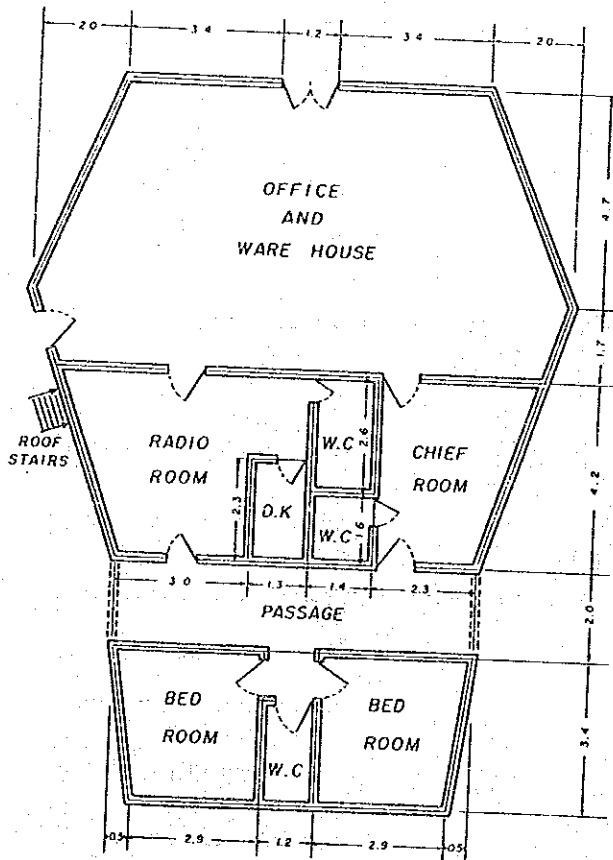 2.0 3.4 1.2 3.4 2.0
OFFICE
AND
WARE HOUSE
4.7
1.7
ROOF
STAIRS
RADIO
ROOM
W.C
2.6
CHIEF
ROOM
4.2
2.3
D.K
W.C
1.6
3.0 1.3 1.4 2.3
PASSAGE
2.0
BED
ROOM
W.C
BED
ROOM
3.4
0.5 2.9 1.2 2.9 0.5